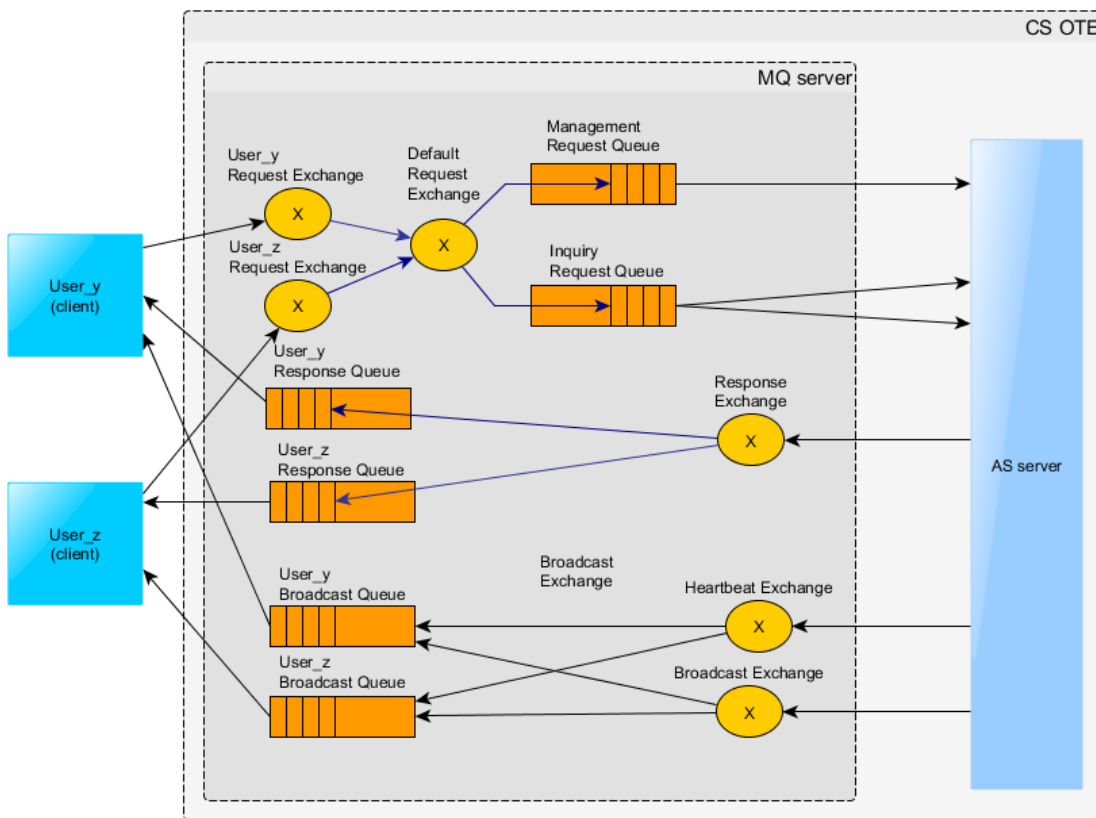 CS OTE
MQ server
Management
Request Queue
User_y
Request Exchange
Default
Request
Exchange
X
X
User_z
Request Exchange
Inquiry
Request Queue
X
User_y
(client)
User_y
Response Queue
Response
Exchange
X
User_z
Response Queue
AS server
User_z
(client)
Broadcast
Exchange
User_y
Broadcast Queue
Heartbeat Exchange
X
User_z
Broadcast Queue
Broadcast Exchange
X